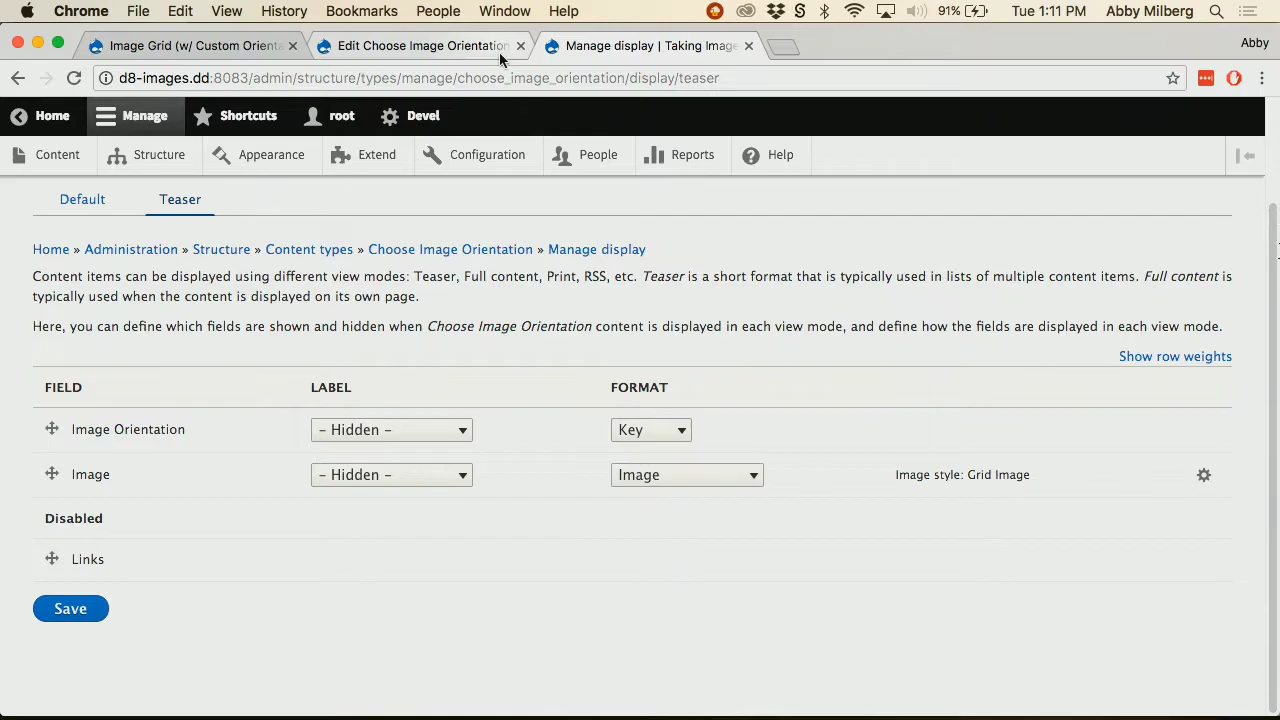 Chrome File Edit View History Bookmarks People Window Help 91% Tue 1:11 PM Abby Milberg
Image Grid (w/ Custom Orienta Edit Choose Image Orientation Manage display | Taking Image Abby
d8-images.dd:8083/admin/structure/types/manage/choose_image_orientation/display/teaser
Home Manage Shortcuts root Devel
Content Structure Appearance Extend Configuration People Reports Help
Default Teaser
Home » Administration » Structure » Content types » Choose Image Orientation » Manage display
Content items can be displayed using different view modes: Teaser, Full content, Print, RSS, etc. Teaser is a short format that is typically used in lists of multiple content items. Full content is
typically used when the content is displayed on its own page.
Here, you can define which fields are shown and hidden when Choose Image Orientation content is displayed in each view mode, and define how the fields are displayed in each view mode.
Show row weights
FIELD LABEL FORMAT
Image Orientation - Hidden - Key
Image - Hidden - Image Image style: Grid Image
Disabled
Links
Save